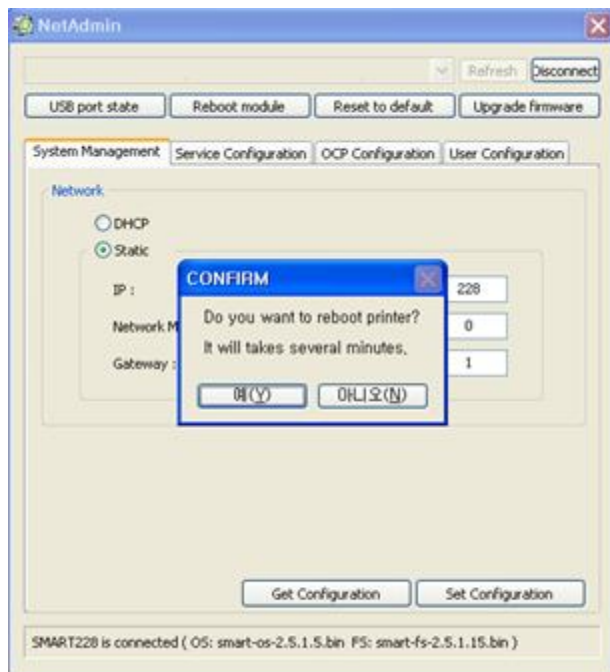 NetAdmin
Refresh Disconnect
USB port state Reboot module Reset to default Upgrade firmware
System Management Service Configuration OCP Configuration User Configuration
Network
DHCP
Static
CONFIRM
Do you want to reboot printer?
It will takes several minutes.
예(Y) 아니오(N)
IP : 228
Network M 0
Gateway : 1
Get Configuration Set Configuration
SMART228 is connected ( OS: smart-os-2.5.1.5.bin FS: smart-fs-2.5.1.15.bin )